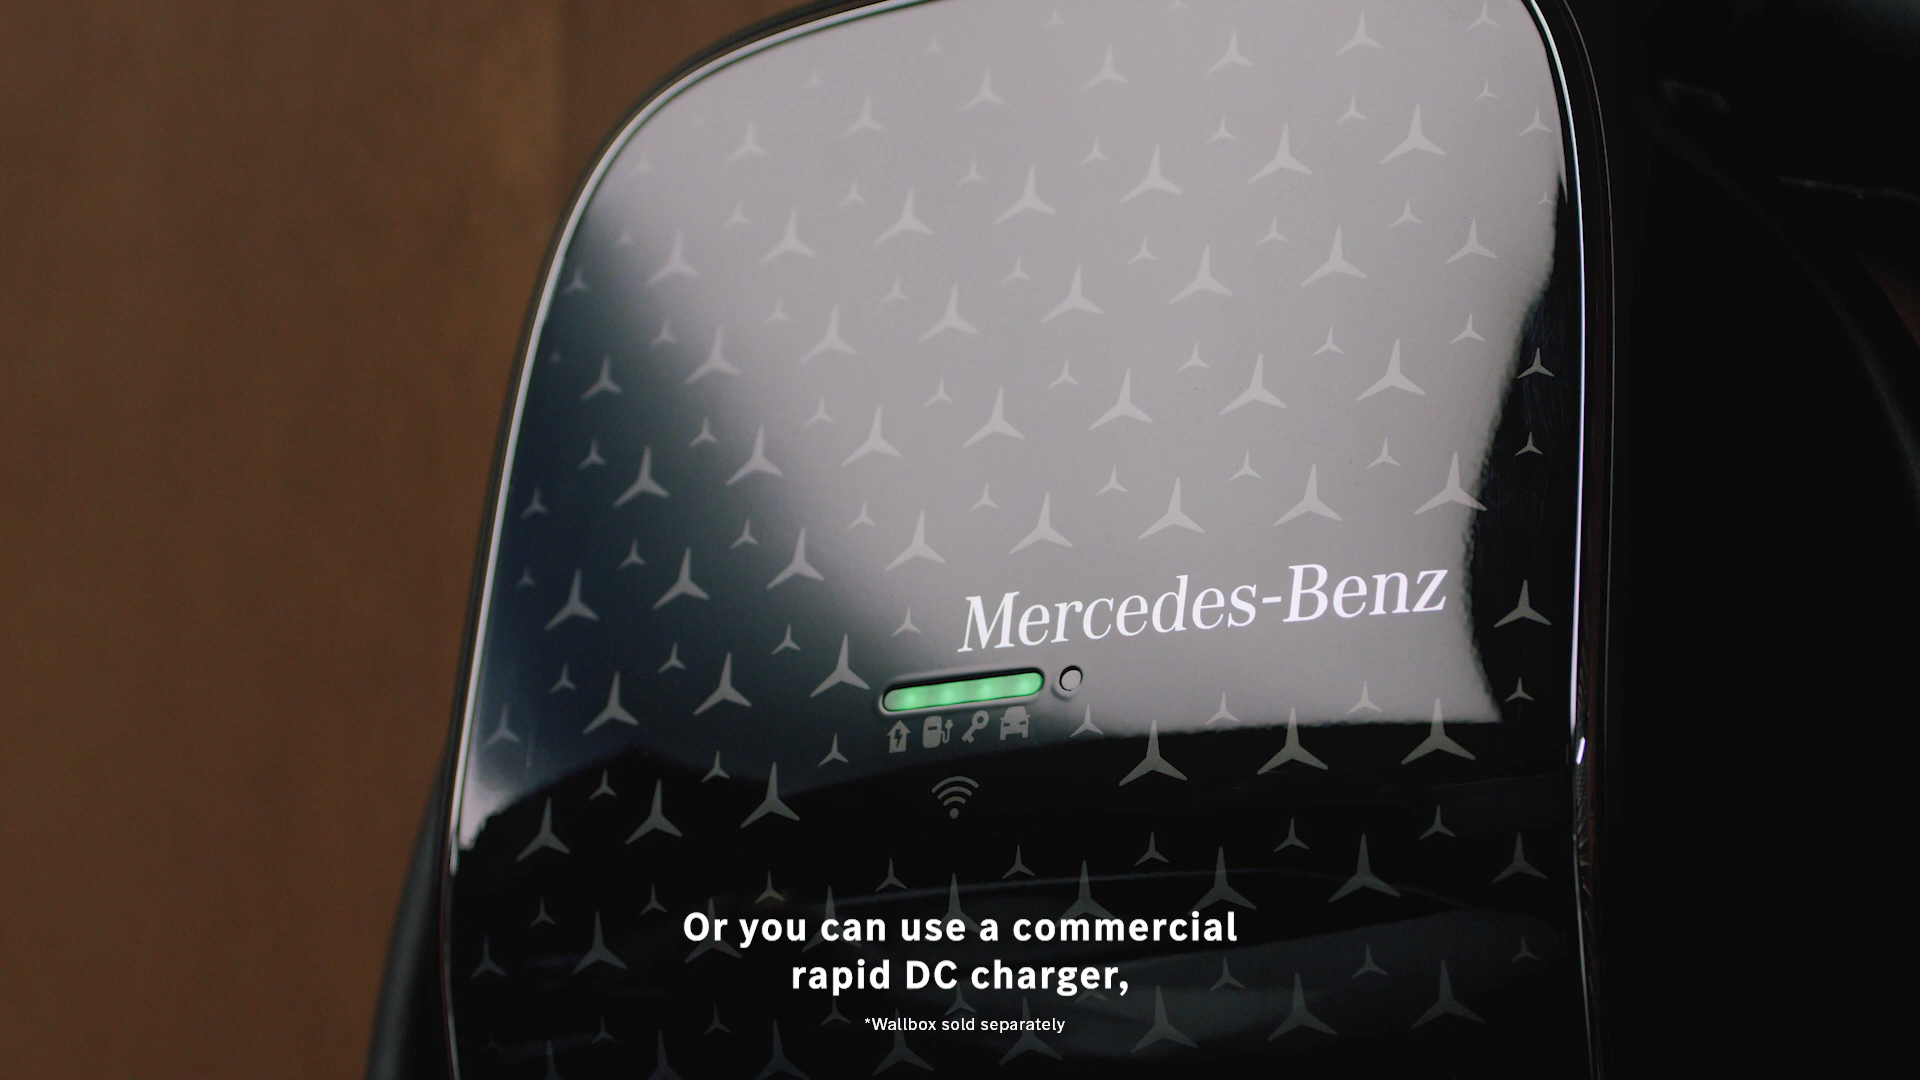 Mercedes-Benz
Or you can use a commercial
rapid DC charger,
*Wallbox sold separately